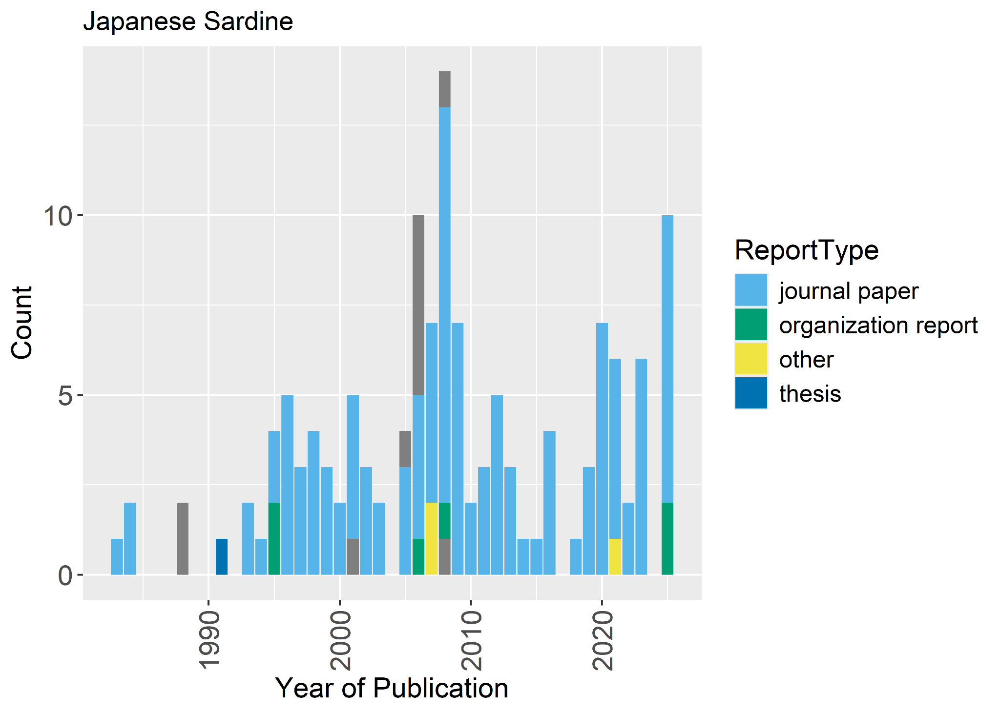 Japanese Sardine
Count
10
5
0
1990
2000
2010
2020
Year of Publication
ReportType
journal paper
organization report
other
thesis